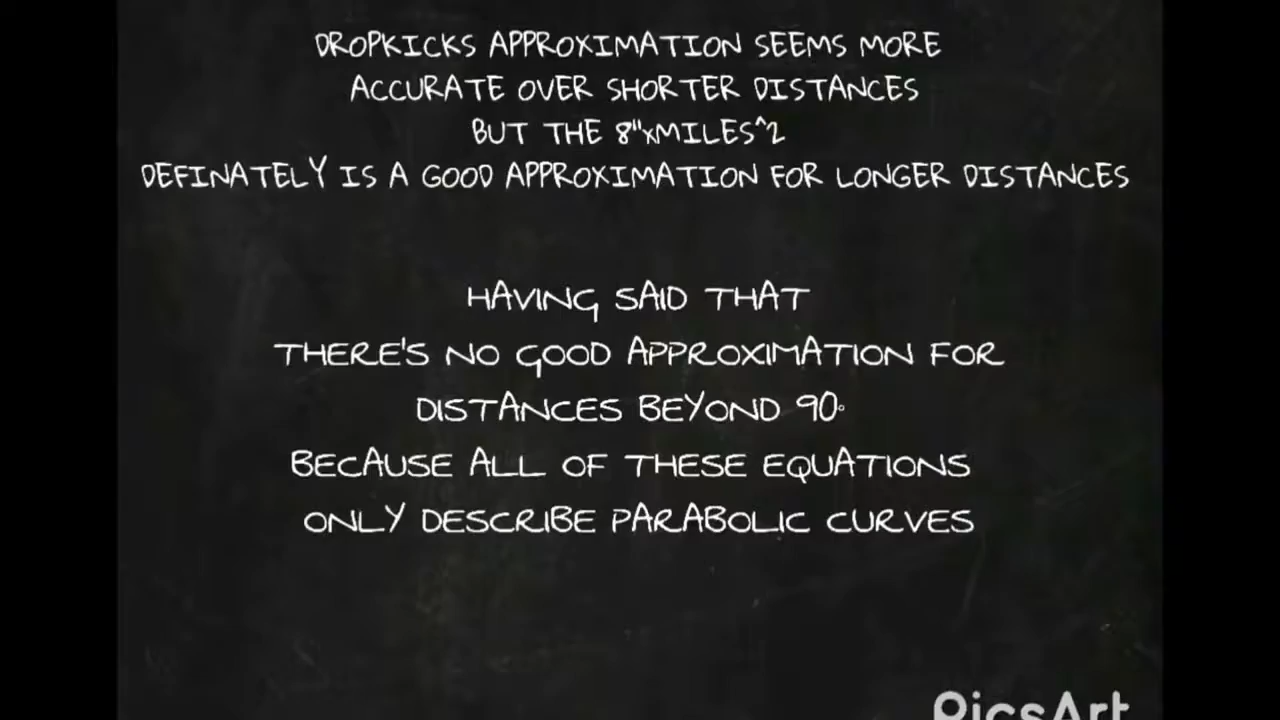 DROPKICKS APPROXIMATION SEEMS MORE
ACCURATE OVER SHORTER DISTANCES
BUT THE 8"xMILES^2
DEFINATELY IS A GOOD APPROXIMATION FOR LONGER DISTANCES
HAVING SAID THAT
THERE'S NO GOOD APPROXIMATION FOR
DISTANCES BEYOND 90°
BECAUSE ALL OF THESE EQUATIONS
ONLY DESCRIBE PARABOLIC CURVES
PicsArt